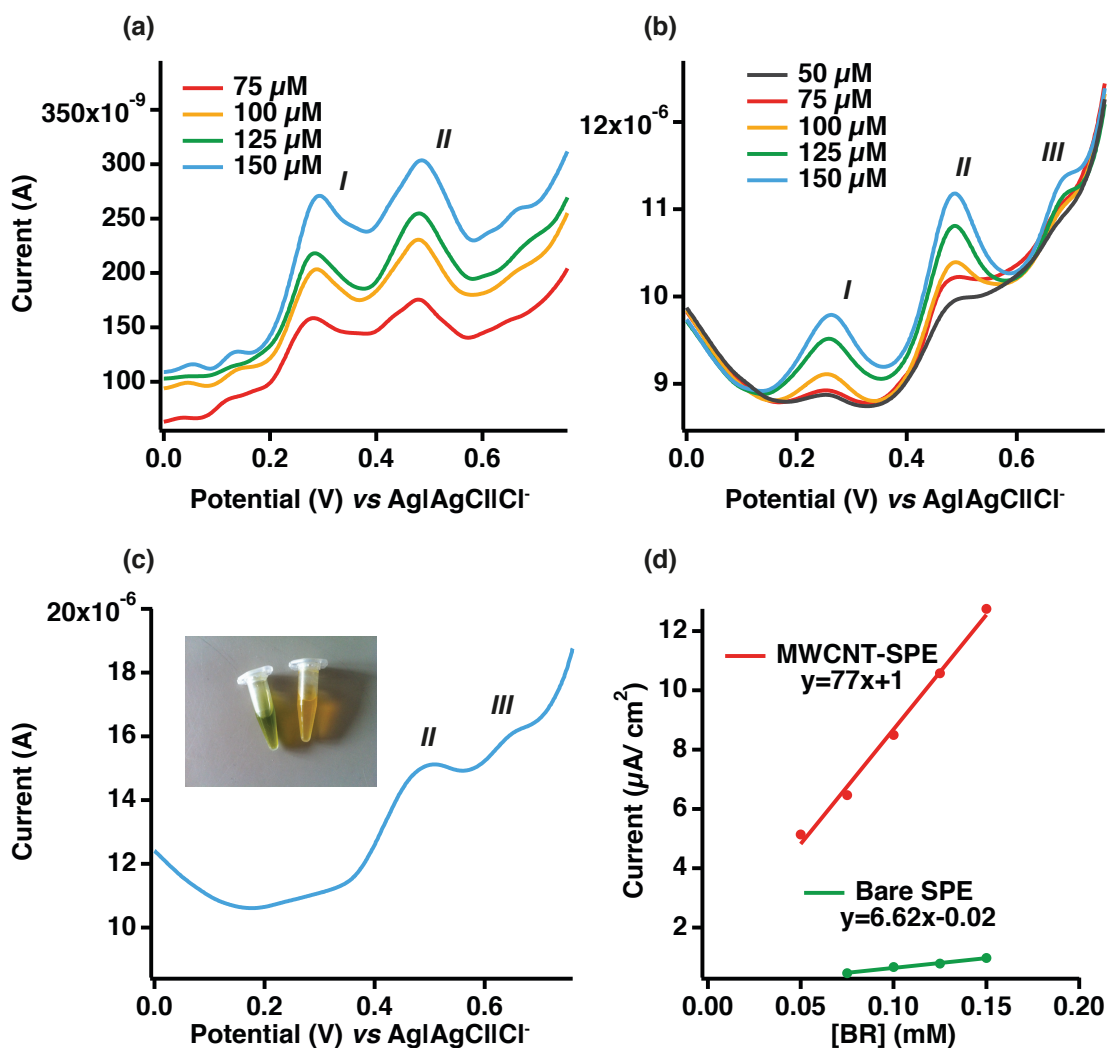 (a)
350x10⁻⁹
300
250
200
150
100
Current (A)
75 µM
100 µM
125 µM
150 µM
I
II
0.0 0.2 0.4 0.6
Potential (V) vs Ag|AgCl|Cl⁻
(b)
12x10⁻⁶
11
10
9
50 µM
75 µM
100 µM
125 µM
150 µM
I
II
III
0.0 0.2 0.4 0.6
Potential (V) vs Ag|AgCl|Cl⁻
(c)
20x10⁻⁶
18
16
14
12
10
Current (A)
II
III
0.0 0.2 0.4 0.6
Potential (V) vs Ag|AgCl|Cl⁻
(d)
12
10
8
6
4
2
Current (µA/ cm²)
MWCNT-SPE
y=77x+1
Bare SPE
y=6.62x-0.02
0.00 0.05 0.10 0.15 0.20
[BR] (mM)